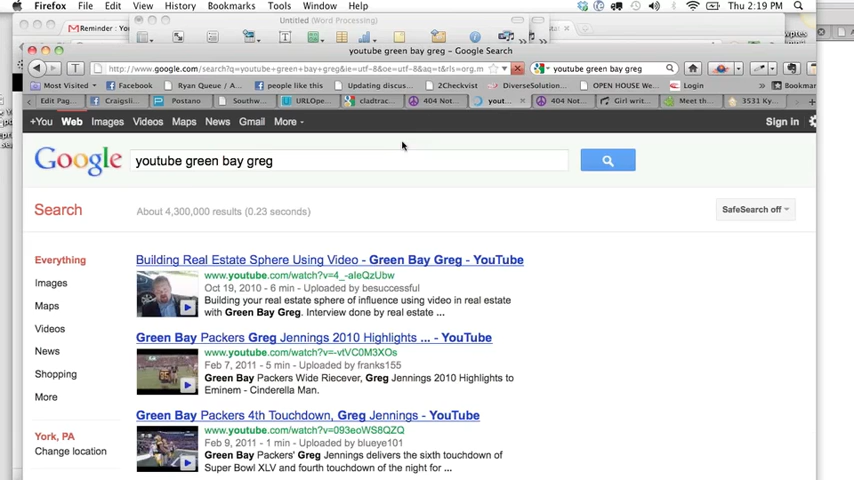 Firefox File Edit View History Bookmarks Tools Window Help Thu 2:19 PM
Reminder : Untitled (Word Processing)
youtube green bay greg - Google Search
http://www.google.com/search?q=youtube+green+bay+greg&ie=utf-8&oe=utf-8&aq=t&rls=org.m youtube green bay greg
Most Visited Facebook Ryan Queue / A... people like this Updating discus... 2Checkvist DiverseSolution... OPEN HOUSE We... Login Bookmar
Edit Pag... Craigsli... Postano Southw... URLOpe... cladtrac... 404 Not... yout... 404 Not... Girl writ... Meet th... 3531 Ky...
+You Web Images Videos Maps News Gmail More Sign in
Google youtube green bay greg
Search About 4,300,000 results (0.23 seconds) SafeSearch off
Everything
Images
Maps
Videos
News
Shopping
More
York, PA
Change location
Building Real Estate Sphere Using Video - Green Bay Greg - YouTube
www.youtube.com/watch?v=4_-aIeQzUbw
Oct 19, 2010 - 6 min - Uploaded by besuccessful
Building your real estate sphere of influence using video in real estate
with Green Bay Greg. Interview done by real estate ...
Green Bay Packers Greg Jennings 2010 Highlights ... - YouTube
www.youtube.com/watch?v=-vtVC0M3XOs
Feb 7, 2011 - 5 min - Uploaded by franks155
Green Bay Packers Wide Riecever, Greg Jennings 2010 Highlights to
Eminem - Cinderella Man.
Green Bay Packers 4th Touchdown, Greg Jennings - YouTube
www.youtube.com/watch?v=093eoWS8QZQ
Feb 9, 2011 - 1 min - Uploaded by blueye101
Green Bay Packers' Greg Jennings delivers the sixth touchdown of
Super Bowl XLV and fourth touchdown of the night for ...